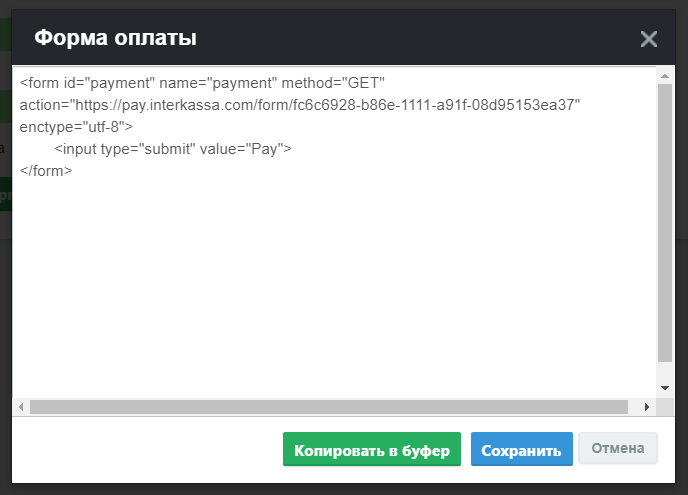 Форма оплаты
<form id="payment" name="payment" method="GET"
action="https://pay.interkassa.com/form/fc6c6928-b86e-1111-a91f-08d95153ea37"
enctype="utf-8">
<input type="submit" value="Pay">
</form>
Копировать в буфер Сохранить Отмена